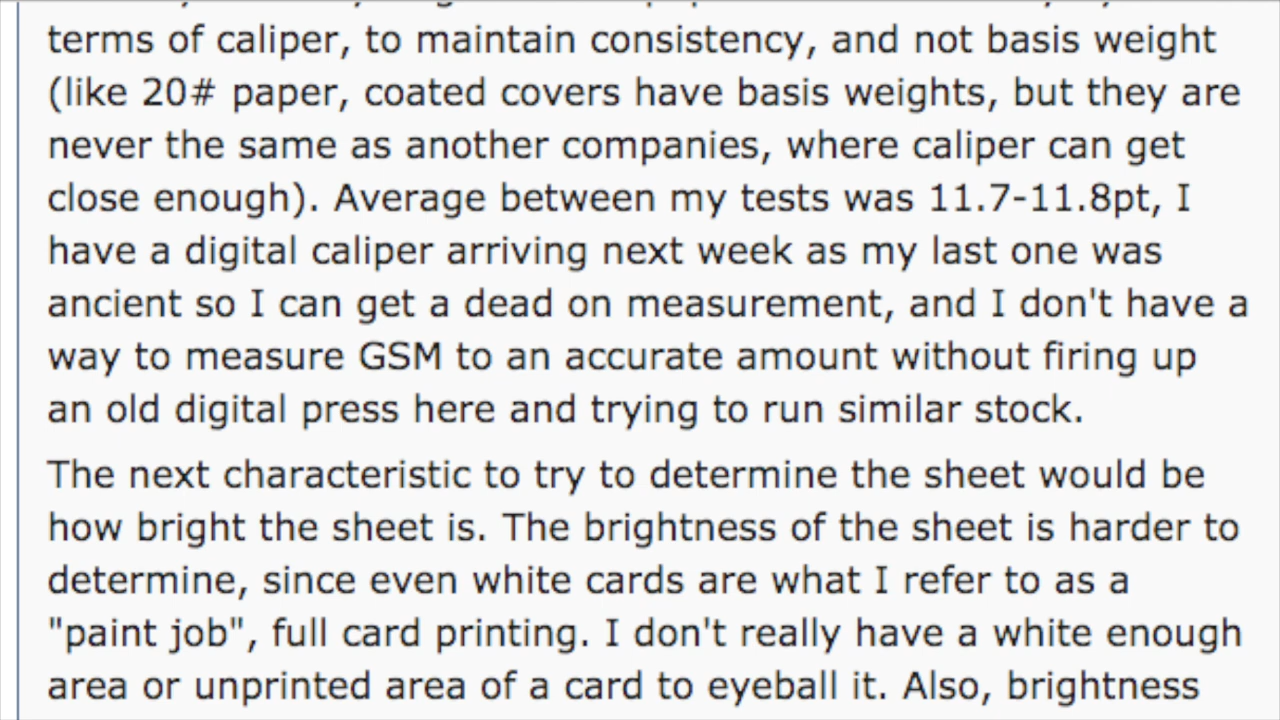 terms of caliper, to maintain consistency, and not basis weight
(like 20# paper, coated covers have basis weights, but they are
never the same as another companies, where caliper can get
close enough). Average between my tests was 11.7-11.8pt, I
have a digital caliper arriving next week as my last one was
ancient so I can get a dead on measurement, and I don't have a
way to measure GSM to an accurate amount without firing up
an old digital press here and trying to run similar stock.
The next characteristic to try to determine the sheet would be
how bright the sheet is. The brightness of the sheet is harder to
determine, since even white cards are what I refer to as a
"paint job", full card printing. I don't really have a white enough
area or unprinted area of a card to eyeball it. Also, brightness